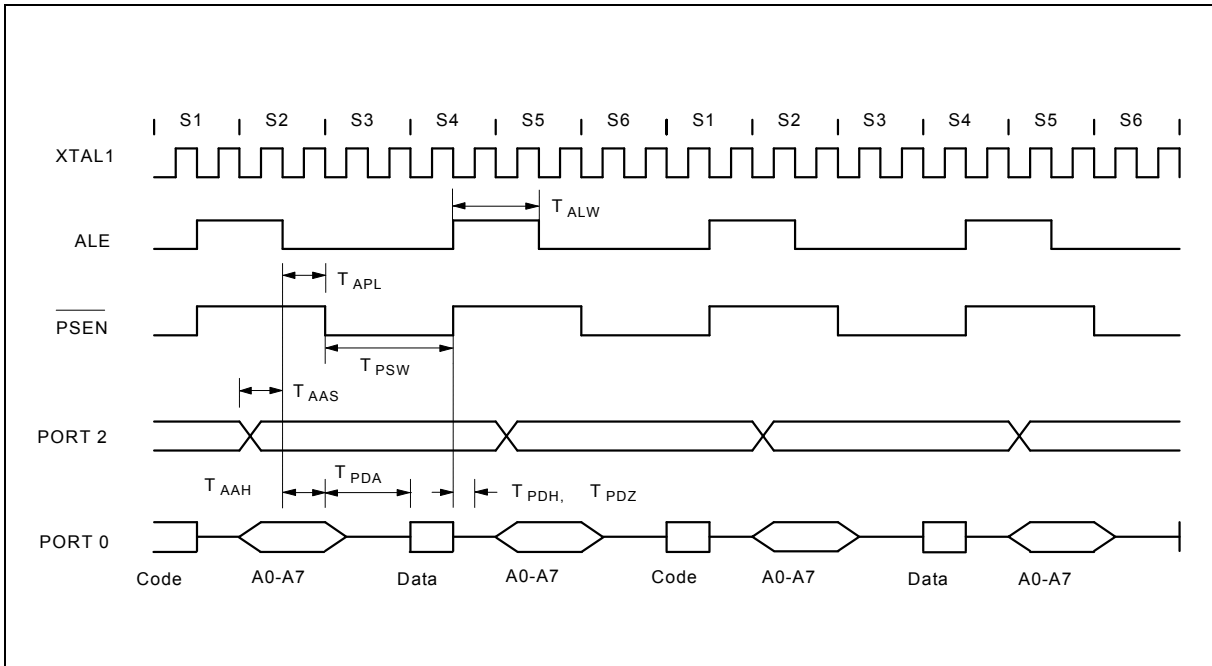 S1 S2 S3 S4 S5 S6 S1 S2 S3 S4 S5 S6
XTAL1
T ALW
ALE
T APL
PSEN
T PSW
T AAS
PORT 2
T AAH T PDA T PDH, T PDZ
PORT 0
Code A0-A7 Data A0-A7 Code A0-A7 Data A0-A7